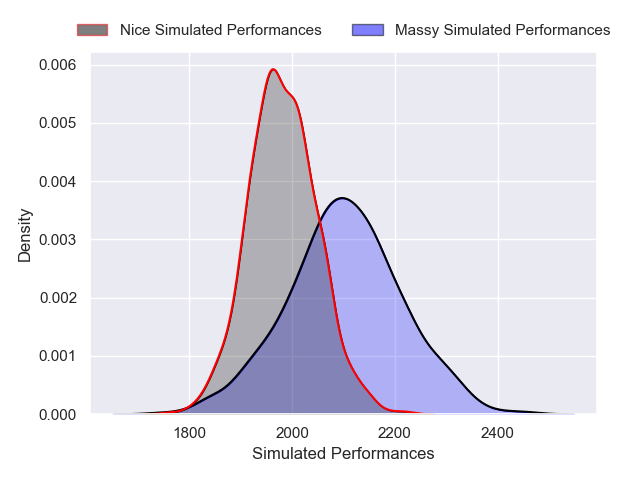 Nice Simulated Performances Massy Simulated Performances
0.006
0.005
0.004
0.003
0.002
0.001
0.000
Density
1800 2000 2200 2400
Simulated Performances